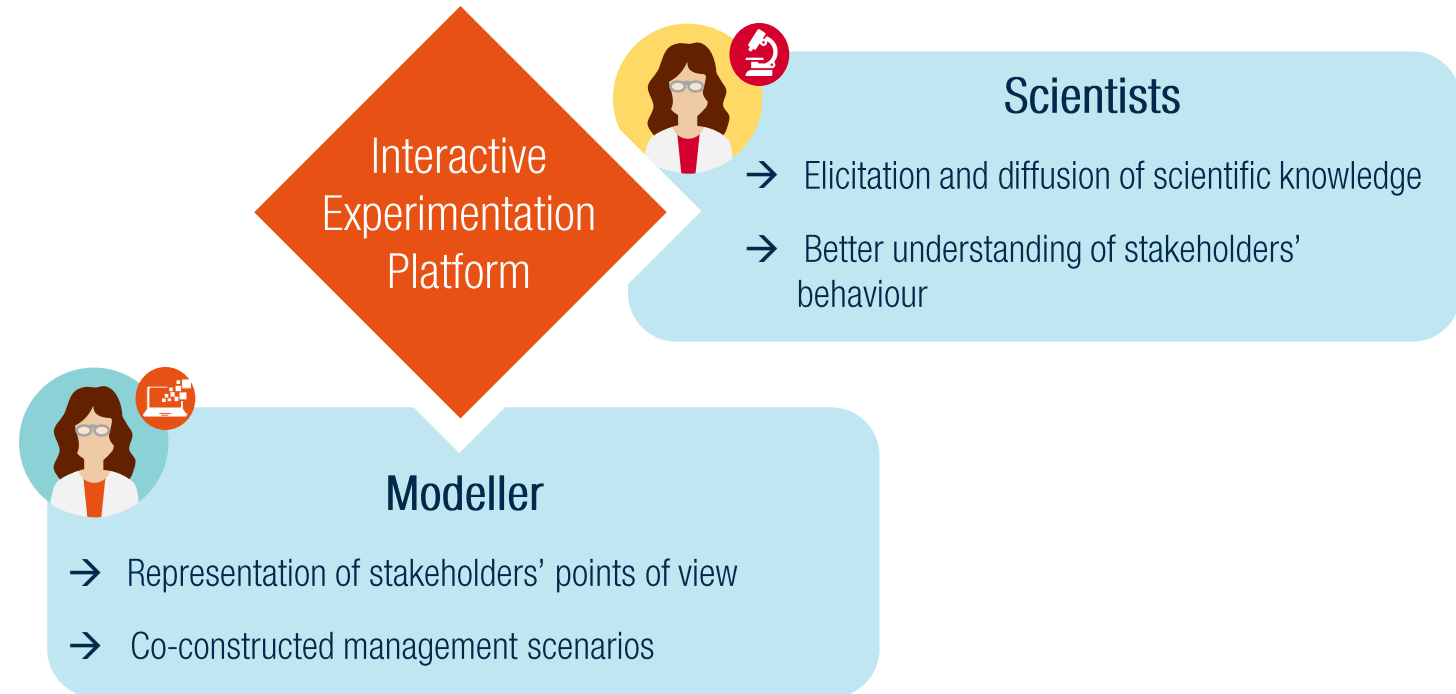 Interactive
Experimentation
Platform
Scientists
→ Elicitation and diffusion of scientific knowledge
→ Better understanding of stakeholders’
behaviour
Modeller
→ Representation of stakeholders’ points of view
→ Co-constructed management scenarios